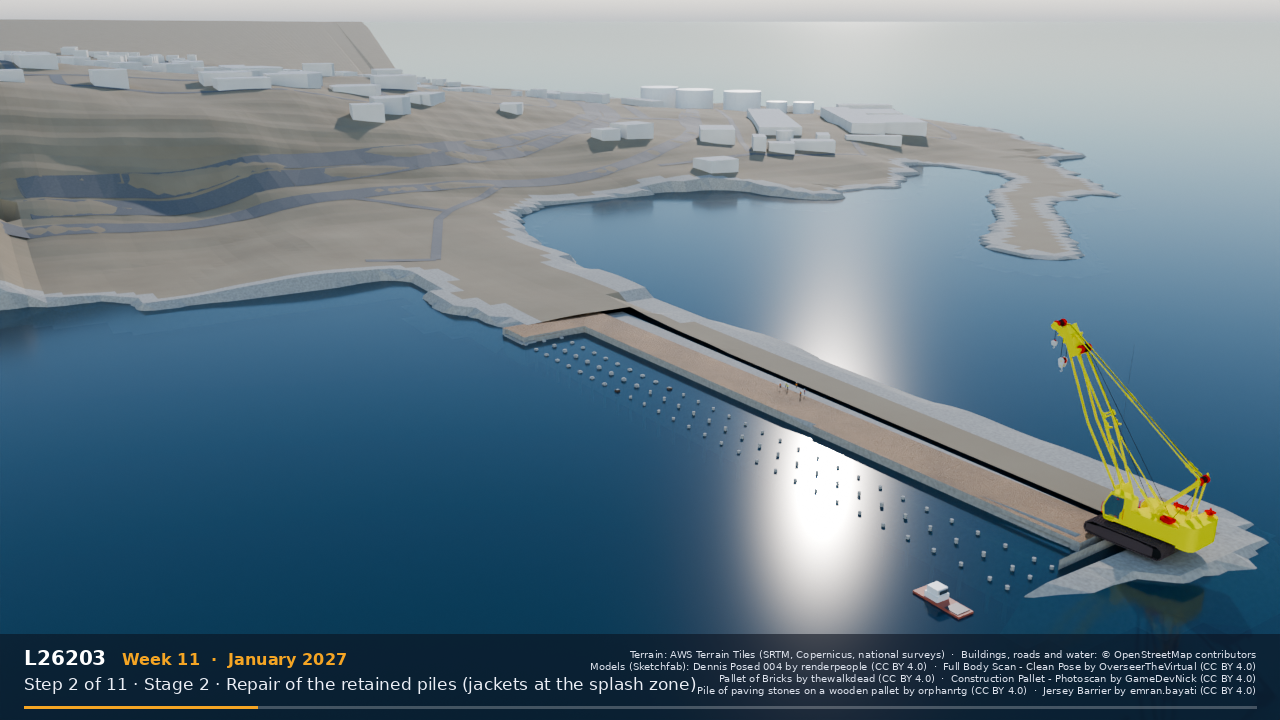 L26203 Week 11 · January 2027
Step 2 of 11 · Stage 2 · Repair of the retained piles (jackets at the splash zone)
Terrain: AWS Terrain Tiles (SRTM, Copernicus, national surveys) · Buildings, roads and water: © OpenStreetMap contributors
Models (Sketchfab): Dennis Posed 004 by renderpeople (CC BY 4.0) · Full Body Scan - Clean Pose by OverseerTheVirtual (CC BY 4.0)
Pallet of Bricks by thewalkdead (CC BY 4.0) · Construction Pallet - Photoscan by GameDevNick (CC BY 4.0)
Pile of paving stones on a wooden pallet by orphanrtg (CC BY 4.0) · Jersey Barrier by emran.bayati (CC BY 4.0)